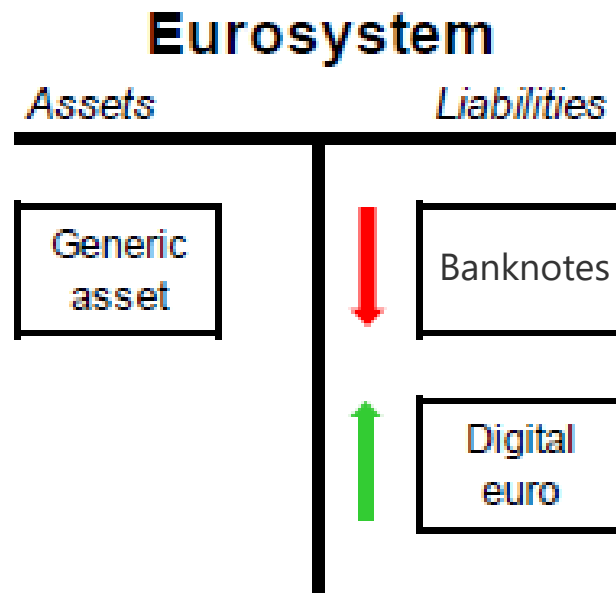 Eurosystem
Assets Liabilities
Generic
asset
Banknotes
Digital
euro